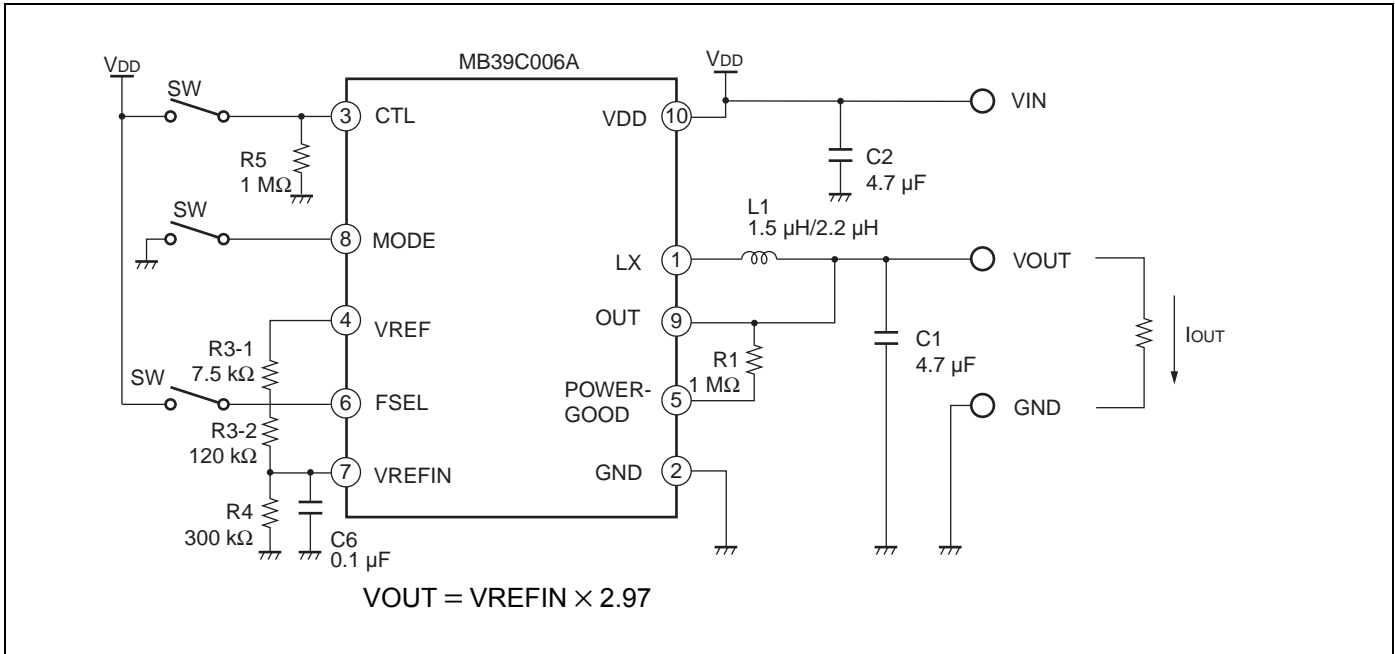 MB39C006A
VDD
SW
3
CTL
R5
1 MΩ
SW
8
MODE
4
VREF
R3-1
7.5 kΩ
SW
6
FSEL
R3-2
120 kΩ
7
VREFIN
R4
300 kΩ
C6
0.1 µF
VDD
VDD
10
VIN
C2
4.7 µF
L1
1.5 µH/2.2 µH
LX
1
VOUT
OUT
9
R1
1 MΩ
C1
4.7 µF
IOUT
POWER-
GOOD
5
GND
GND
2
VOUT = VREFIN × 2.97